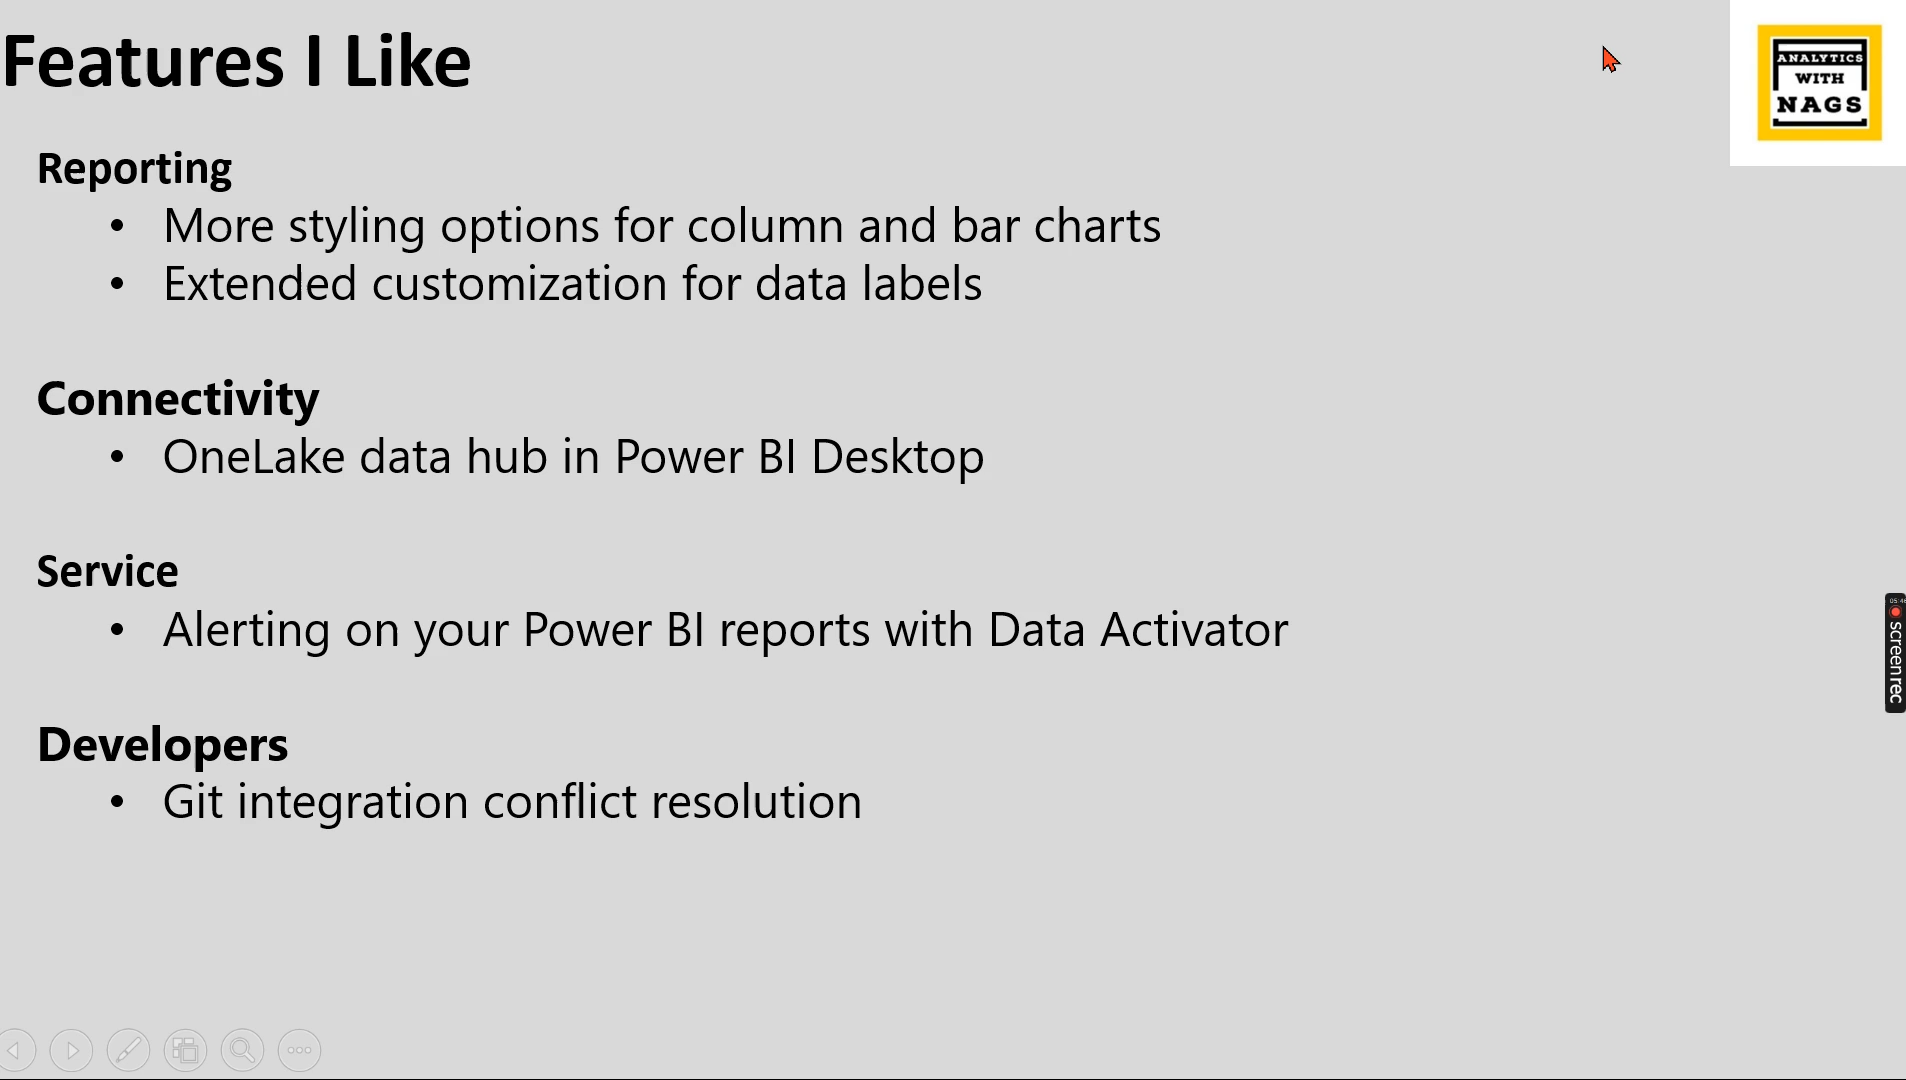 Features I Like
ANALYTICS
WITH
NAGS
Reporting
• More styling options for column and bar charts
• Extended customization for data labels
Connectivity
• OneLake data hub in Power BI Desktop
Service
• Alerting on your Power BI reports with Data Activator
Developers
• Git integration conflict resolution
screenrec